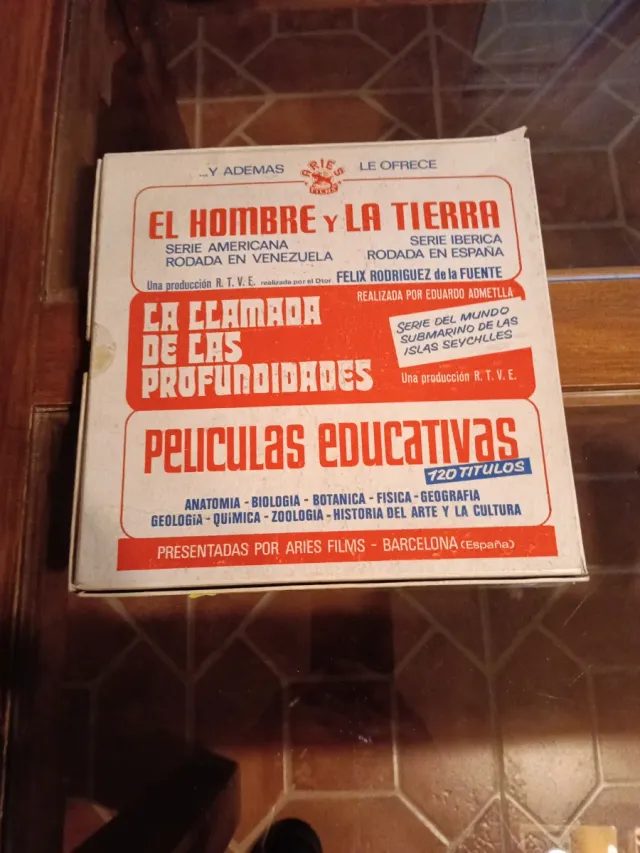 ...Y ADEMAS ARIES FILMS LE OFRECE
EL HOMBRE Y LA TIERRA
SERIE AMERICANA
RODADA EN VENEZUELA
SERIE IBERICA
RODADA EN ESPAÑA
Una producción R. T. V. E. realizada por el Dtor. FELIX RODRIGUEZ de la FUENTE
REALIZADA POR EDUARDO ADMETLLA
LA LLAMADA
DE LAS
PROFUNDIDADES
SERIE DEL MUNDO
SUBMARINO DE LAS
ISLAS SEYCHLLES
Una producción R. T. V. E.
PELICULAS EDUCATIVAS
120 TITULOS
ANATOMIA - BIOLOGIA - BOTANICA - FISICA - GEOGRAFIA
GEOLOGIA - QUIMICA - ZOOLOGIA - HISTORIA DEL ARTE Y LA CULTURA
PRESENTADAS POR ARIES FILMS - BARCELONA (España)